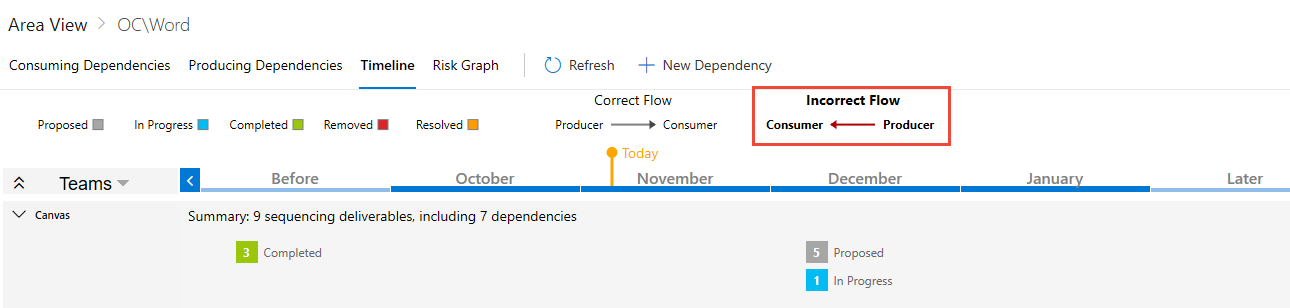 Area View > OC\Word
Consuming Dependencies Producing Dependencies Timeline Risk Graph Refresh New Dependency
Correct Flow Incorrect Flow
Proposed In Progress Completed Removed Resolved Producer Consumer Consumer Producer
Today
Teams Before October November December January Later
Canvas Summary: 9 sequencing deliverables, including 7 dependencies
3 Completed 5 Proposed
1 In Progress